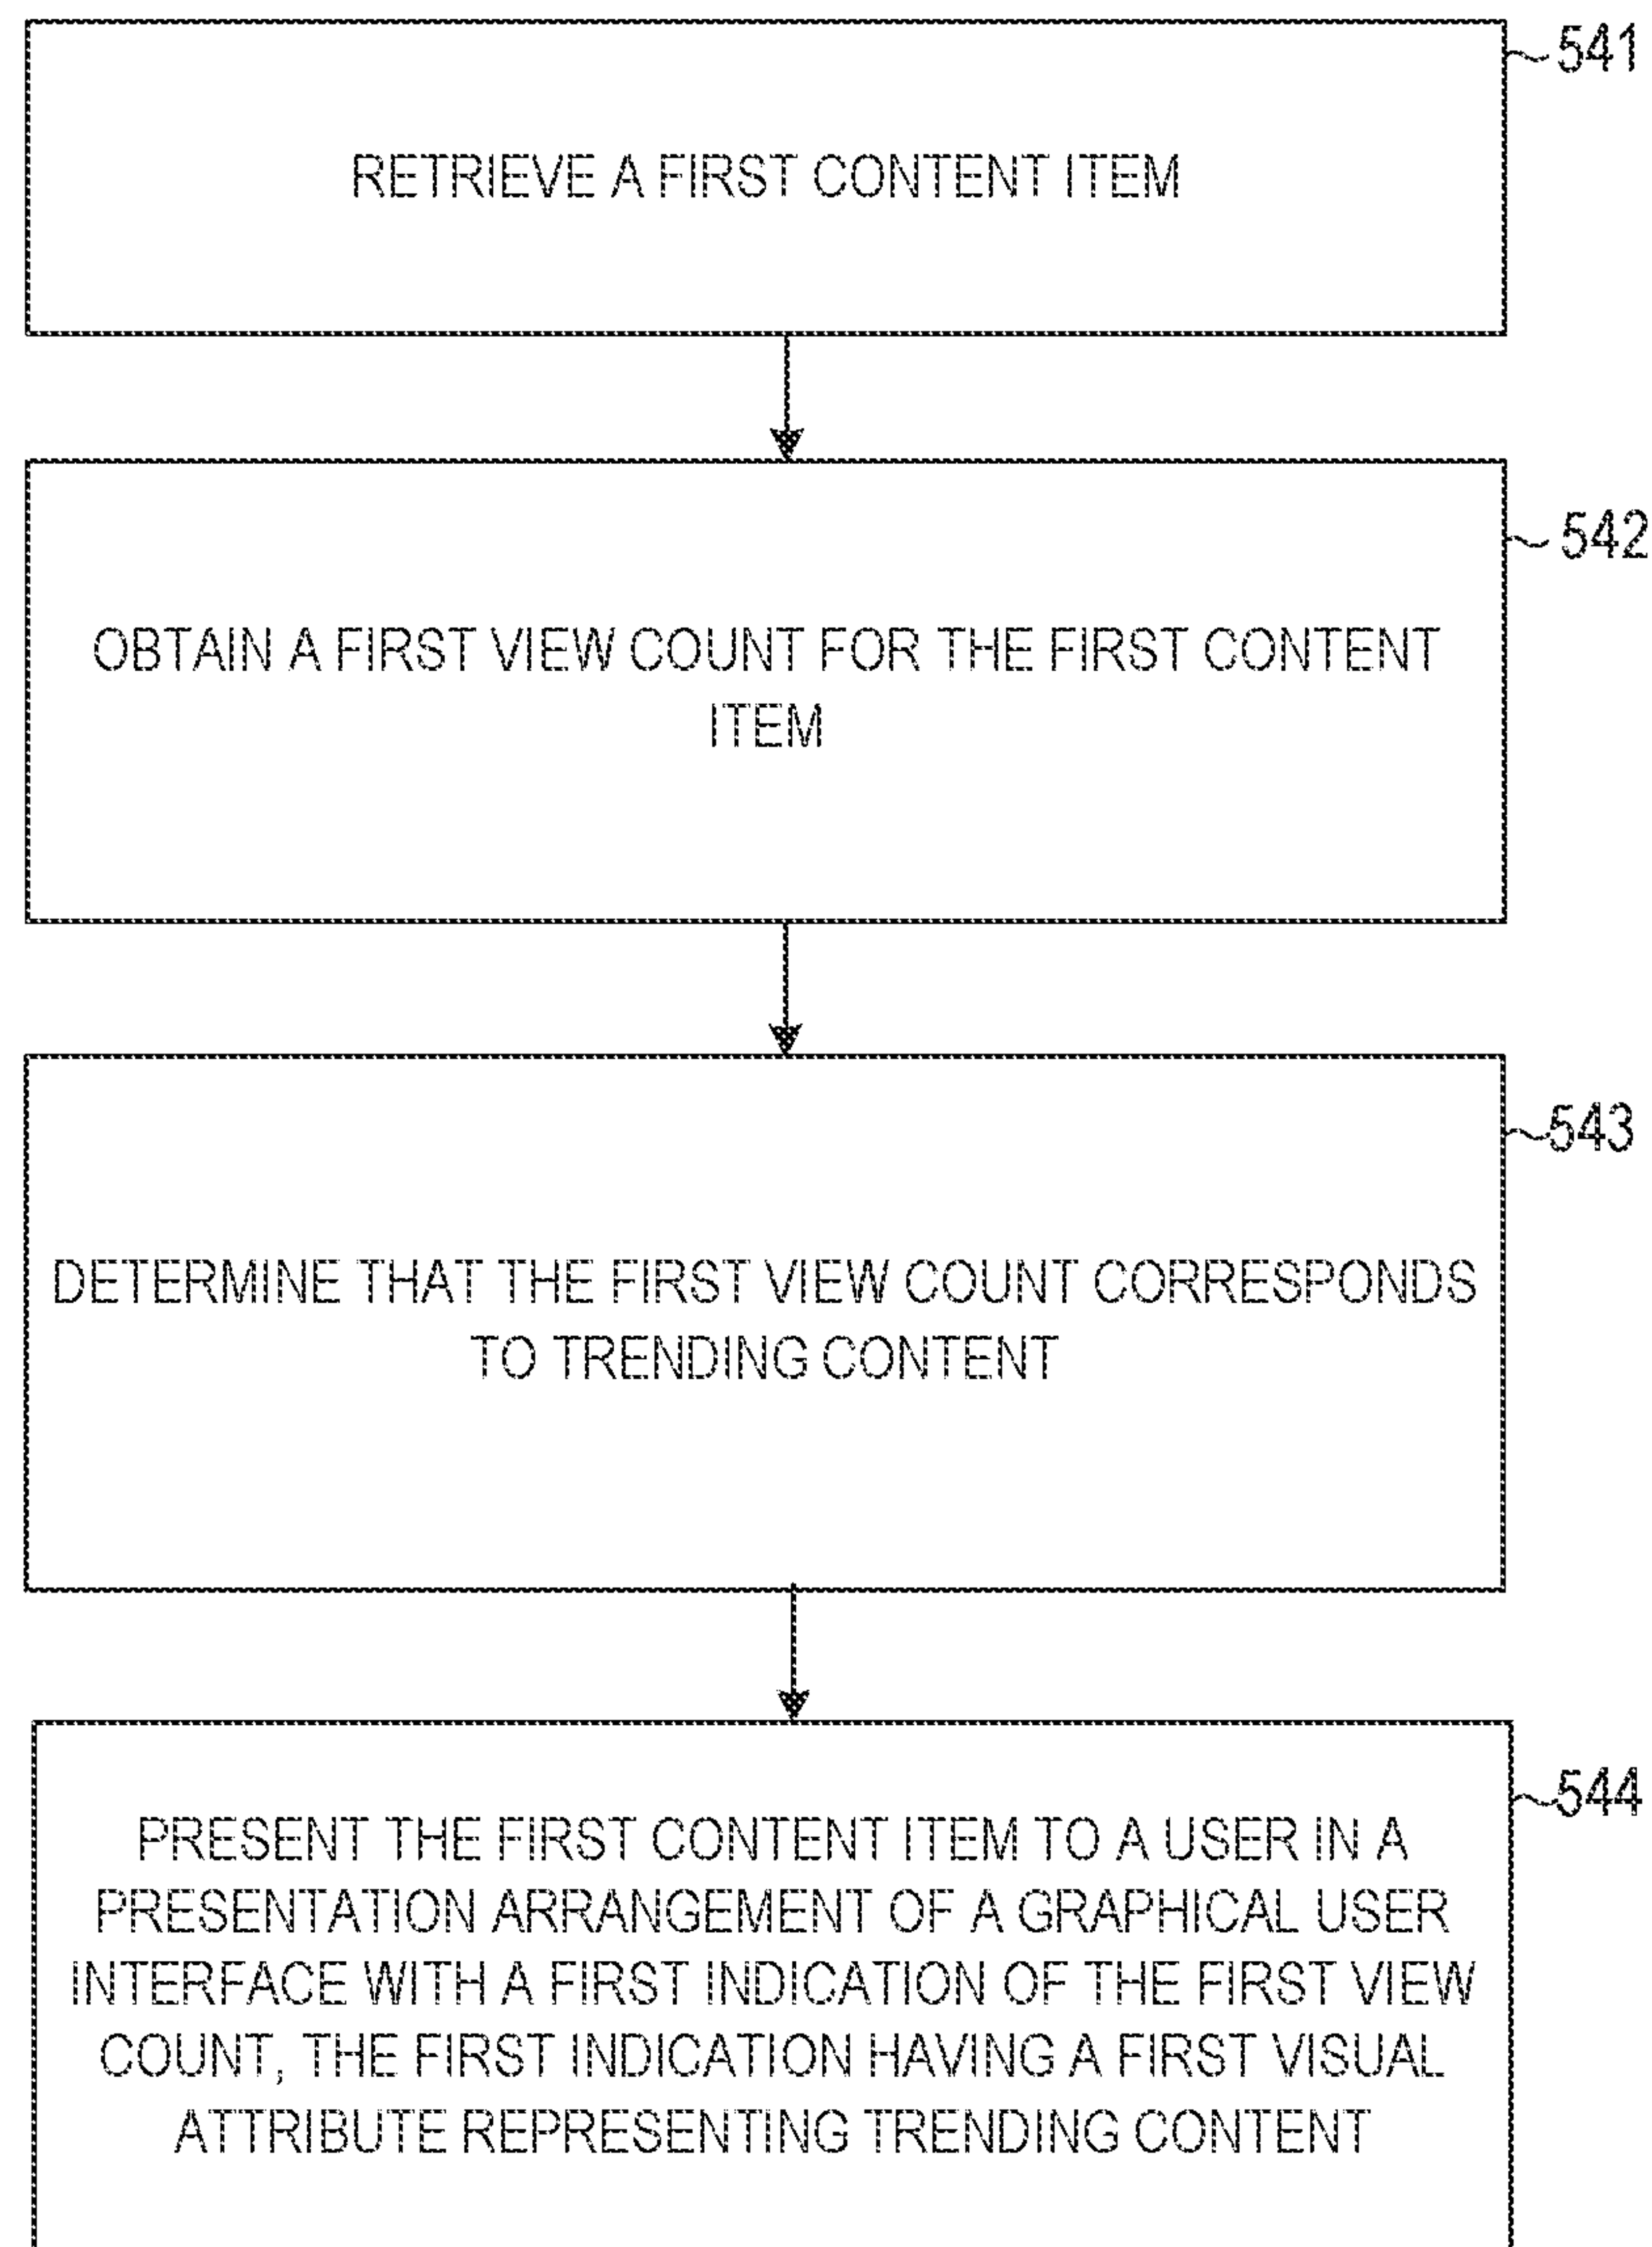 541
RETRIEVE A FIRST CONTENT ITEM
542
OBTAIN A FIRST VIEW COUNT FOR THE FIRST CONTENT
ITEM
543
DETERMINE THAT THE FIRST VIEW COUNT CORRESPONDS
TO TRENDING CONTENT
544
PRESENT THE FIRST CONTENT ITEM TO A USER IN A
PRESENTATION ARRANGEMENT OF A GRAPHICAL USER
INTERFACE WITH A FIRST INDICATION OF THE FIRST VIEW
COUNT, THE FIRST INDICATION HAVING A FIRST VISUAL
ATTRIBUTE REPRESENTING TRENDING CONTENT